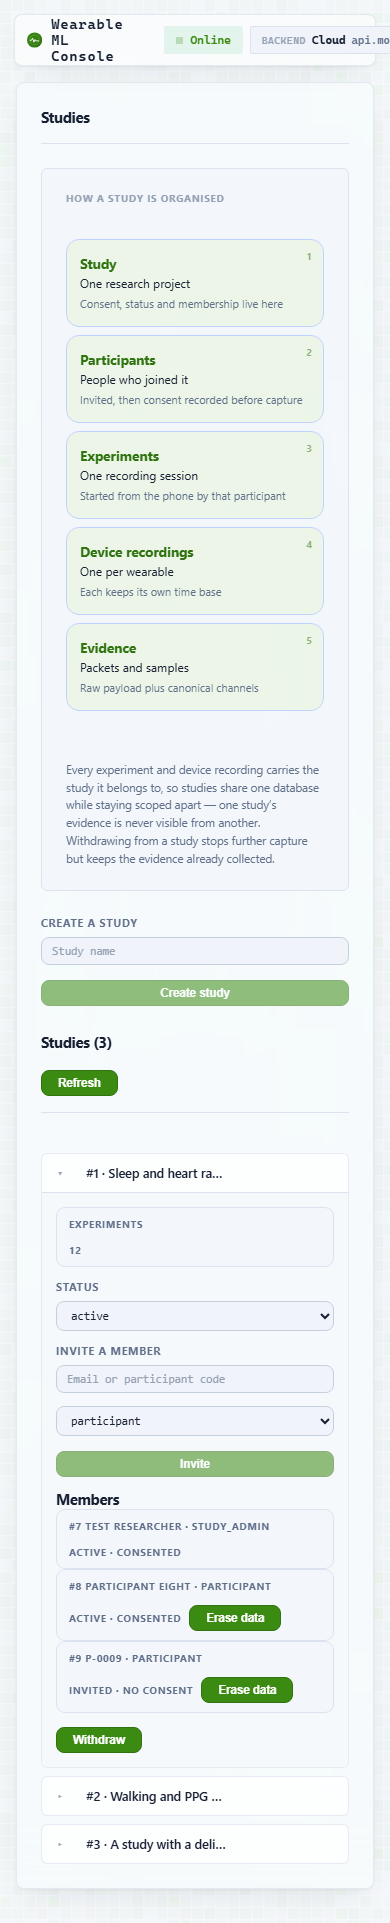 Wearable
ML
Console
Online
BACKEND Cloud api.mo
Studies
HOW A STUDY IS ORGANISED
1
Study
One research project
Consent, status and membership live here
2
Participants
People who joined it
Invited, then consent recorded before capture
3
Experiments
One recording session
Started from the phone by that participant
4
Device recordings
One per wearable
Each keeps its own time base
5
Evidence
Packets and samples
Raw payload plus canonical channels
Every experiment and device recording carries the
study it belongs to, so studies share one database
while staying scoped apart — one study's
evidence is never visible from another.
Withdrawing from a study stops further capture
but keeps the evidence already collected.
CREATE A STUDY
Study name
Create study
Studies (3)
Refresh
#1 · Sleep and heart ra...
EXPERIMENTS
12
STATUS
active
INVITE A MEMBER
Email or participant code
participant
Invite
Members
#7 TEST RESEARCHER · STUDY_ADMIN
ACTIVE · CONSENTED
#8 PARTICIPANT EIGHT · PARTICIPANT
ACTIVE · CONSENTED Erase data
#9 P-0009 · PARTICIPANT
INVITED · NO CONSENT Erase data
Withdraw
#2 · Walking and PPG ...
#3 · A study with a deli...